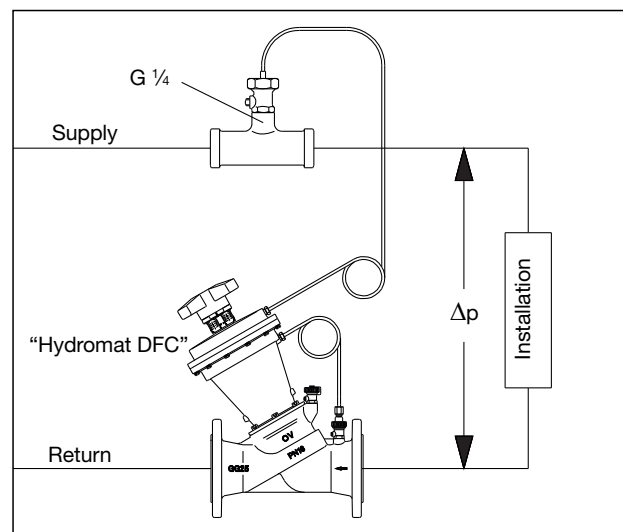 G ¼
Supply
“Hydromat DFC”
Δp
Installation
OV
PN16
GG25
Return